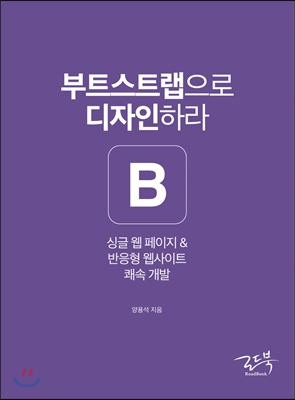 부트스트랩으로
디자인하라
B
싱글 웹 페이지 &
반응형 웹사이트
쾌속 개발
양용석 지음
로드북
RoadBook